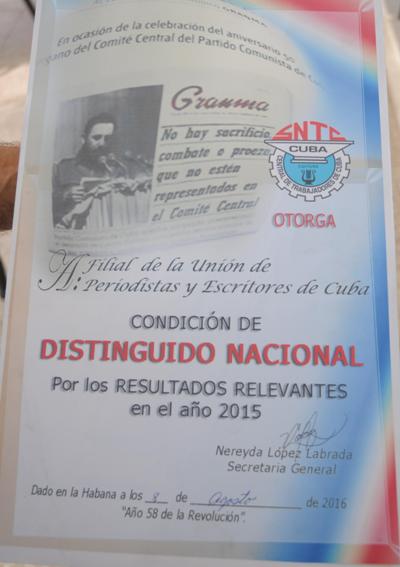 GRANMA
En ocasión de la celebración del aniversario 50
del Comité Central del Partido Comunista de
Granma
No hay sacrificio,
combate o proeza
que no estén
representados en
el Comité Central
SNTC
CUBA
CENTRAL DE TRABAJADORES DE CUBA
OTORGA
A: Filial de la Unión de
Periodistas y Escritores de Cuba
CONDICIÓN DE
DISTINGUIDO NACIONAL
Por los RESULTADOS RELEVANTES
en el año 2015
Nereyda López Labrada
Secretaria General
Dado en la Habana a los 8 de agosto de 2016
"Año 58 de la Revolución".